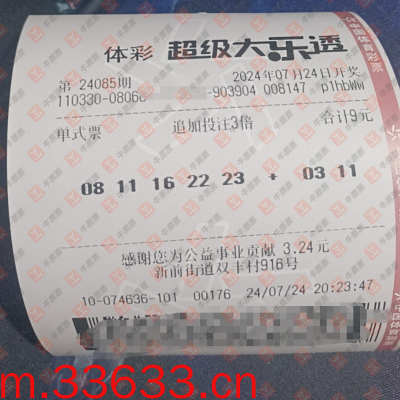 体彩 超级大乐透
第 24085期 2024年07月24日开奖
110330-08066 -903904 008147 p1hbWw
单式票 追加投注3倍 合计9元
08 11 16 22 23 + 03 11
感谢您为公益事业贡献 3.24元
新前街道双丰村916号
10-074636-101 00176 24/07/24 20:23:47
m.33633.cn